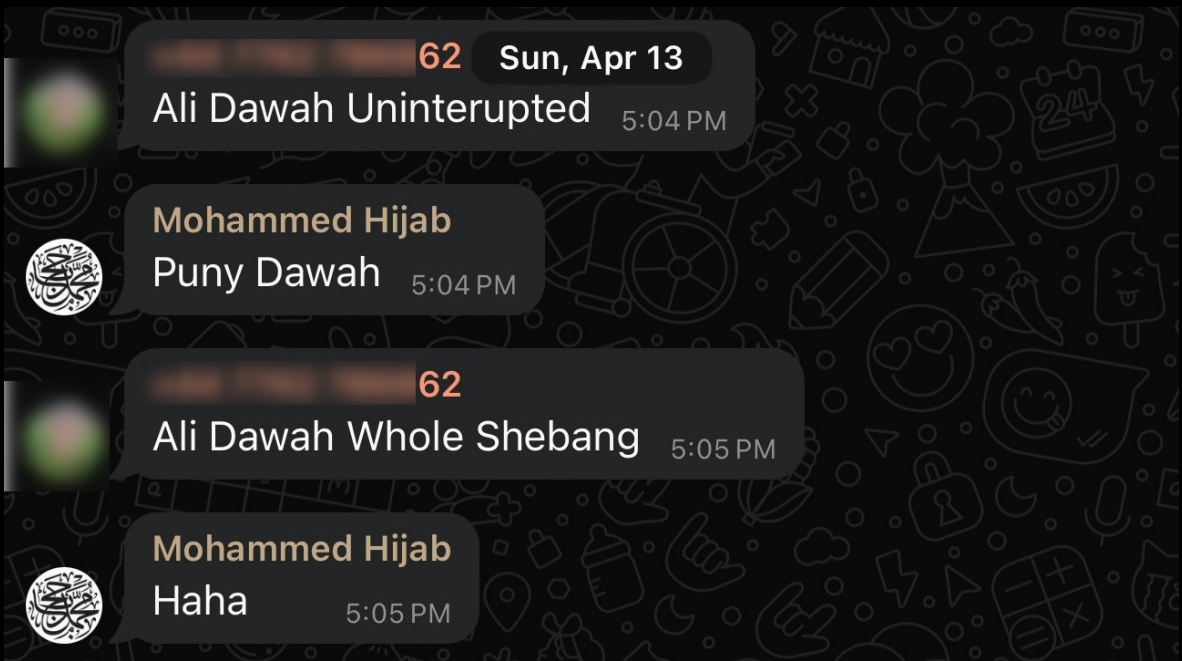 62
Sun, Apr 13
Ali Dawah Uninterupted 5:04 PM
Mohammed Hijab
Puny Dawah 5:04 PM
62
Ali Dawah Whole Shebang 5:05 PM
Mohammed Hijab
Haha 5:05 PM
24